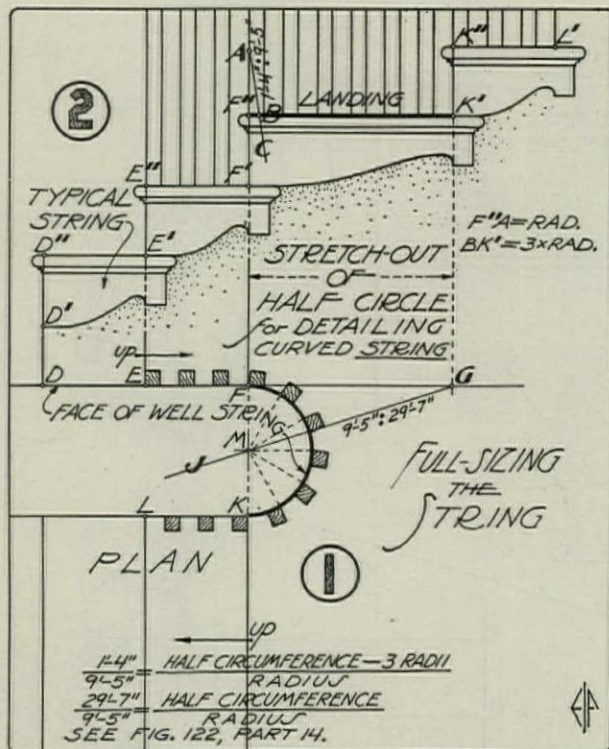 2
A
1'-4": 9'-5"
K"
L"
F"
B
LANDING
K'
C
E"
F'
TYPICAL
STRING
D"
E'
F"A=RAD.
BK'=3×RAD.
STRETCH-OUT
OF
HALF CIRCLE
for DETAILING
CURVED STRING
D'
UP
D
E
F
G
FACE OF WELL STRING
9'-5": 29'-7"
M
STRING
J
FULL-SIZING
THE
STRING
L
K
PLAN
1
UP
1'-4" = HALF CIRCUMFERENCE—3 RADII
9'-5" RADIUS
29'-7" = HALF CIRCUMFERENCE
9'-5" RADIUS
SEE FIG. 122, PART 14.